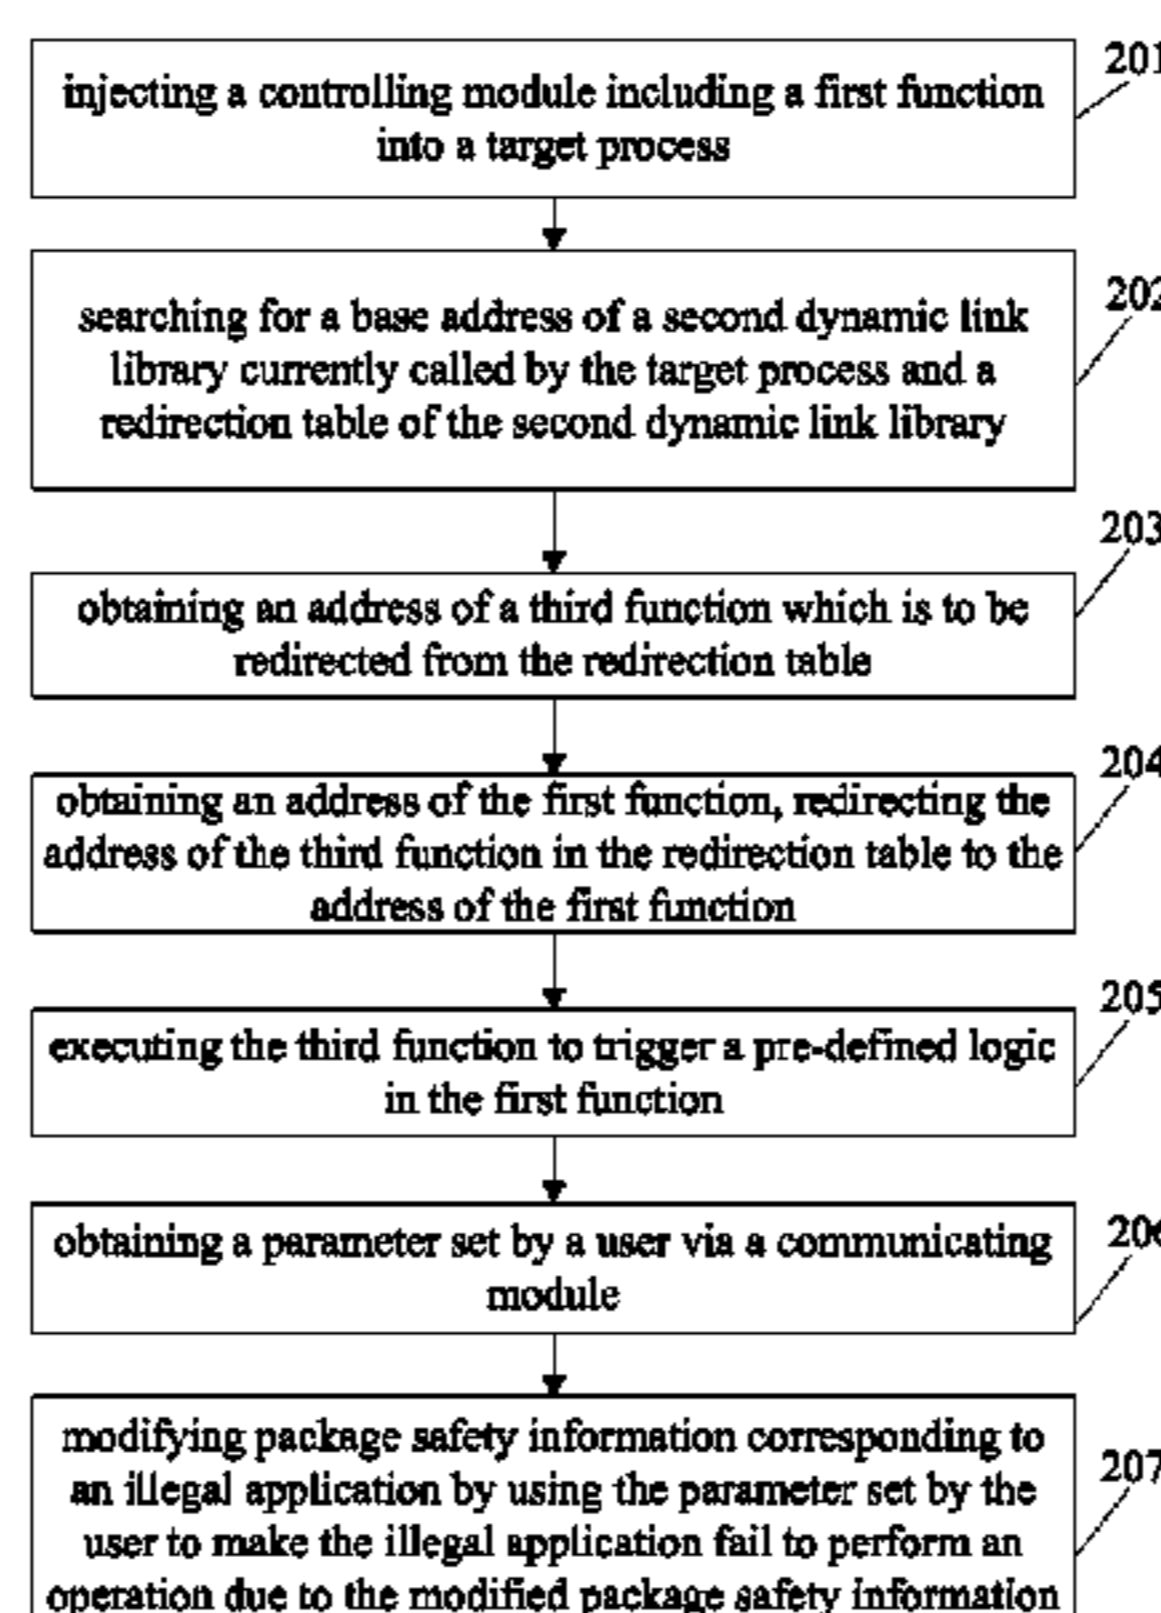 201
injecting a controlling module including a first function
into a target process
202
searching for a base address of a second dynamic link
library currently called by the target process and a
redirection table of the second dynamic link library
203
obtaining an address of a third function which is to be
redirected from the redirection table
204
obtaining an address of the first function, redirecting the
address of the third function in the redirection table to the
address of the first function
205
executing the third function to trigger a pre-defined logic
in the first function
206
obtaining a parameter set by a user via a communicating
module
207
modifying package safety information corresponding to
an illegal application by using the parameter set by the
user to make the illegal application fail to perform an
operation due to the modified package safety information